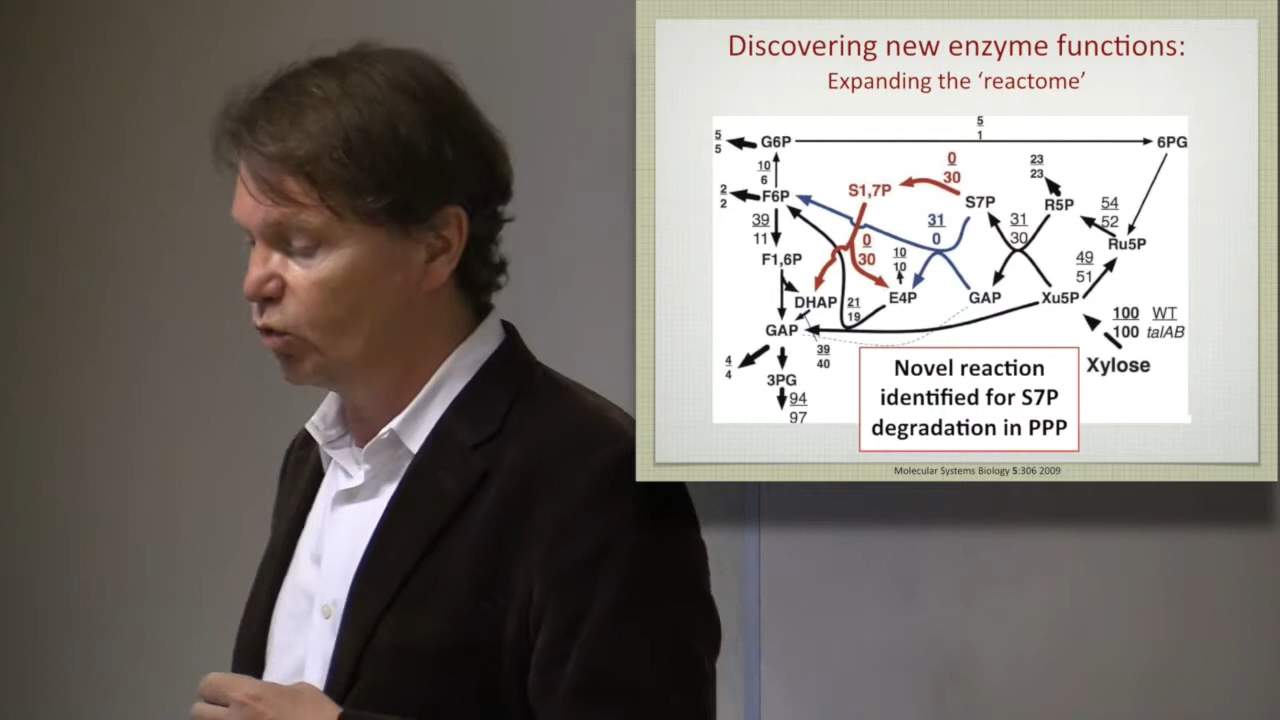 Discovering new enzyme functions:
Expanding the 'reactome'
5
1
5
5
G6P
6PG
10
6
0
30
23
23
2
2
F6P
S1,7P
S7P
R5P
54
52
39
11
31
0
31
30
Ru5P
F1,6P
0
30
10
10
49
51
DHAP
21
19
E4P
GAP
Xu5P
GAP
100 WT
100 talAB
4
4
39
40
Xylose
3PG
94
97
Novel reaction
identified for S7P
degradation in PPP
Molecular Systems Biology 5:306 2009